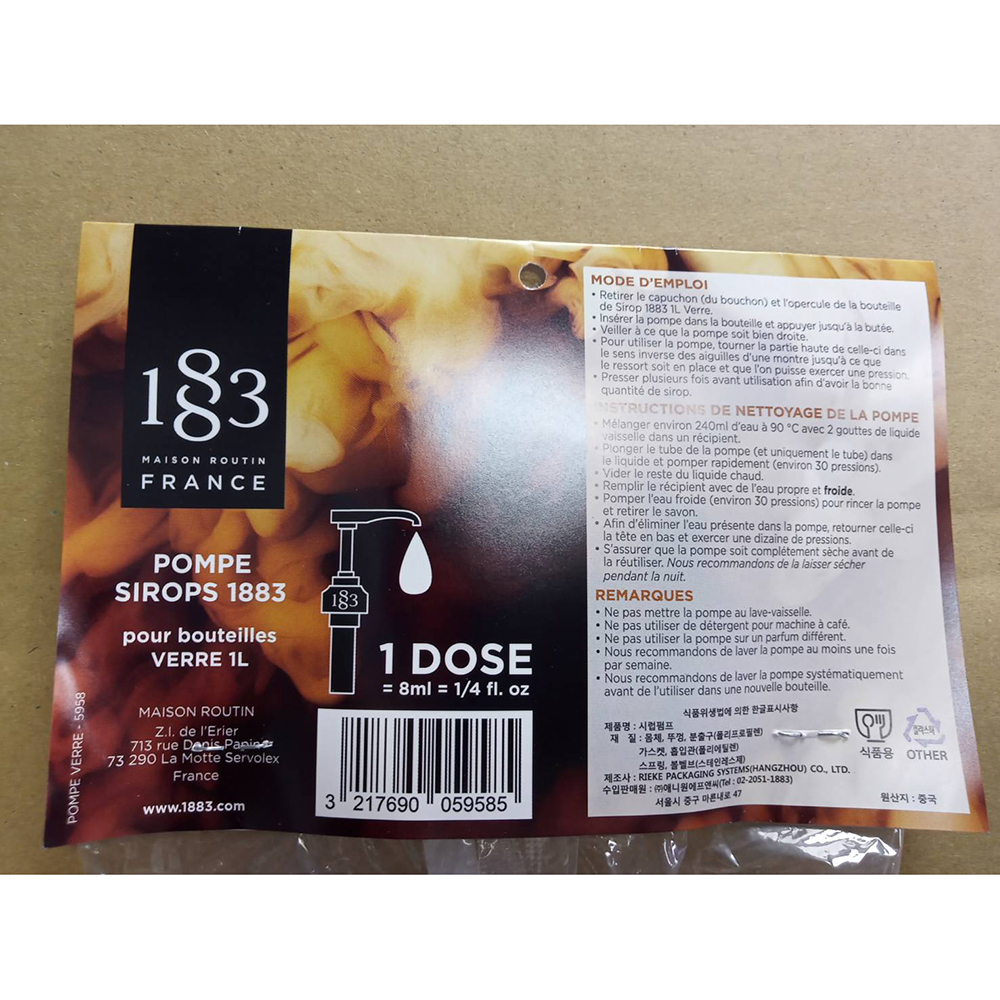 1883
MAISON ROUTIN
FRANCE
POMPE
SIROPS 1883
pour bouteilles
VERRE 1L
MAISON ROUTIN
Z.I. de l'Erier
713 rue Denis Papin
73 290 La Motte Servolex
France
www.1883.com
POMPE VERRE - 5958
1883
1 DOSE
= 8ml = 1/4 fl. oz
3 217690 059585
MODE D'EMPLOI
• Retirer le capuchon (du bouchon) et l'opercule de la bouteille
de Sirop 1883 1L Verre.
• Insérer la pompe dans la bouteille et appuyer jusqu'à la butée.
• Veiller à ce que la pompe soit bien droite.
• Pour utiliser la pompe, tourner la partie haute de celle-ci dans
le sens inverse des aiguilles d'une montre jusqu'à ce que
le ressort soit en place et que l'on puisse exercer une pression.
• Presser plusieurs fois avant utilisation afin d'avoir la bonne
quantité de sirop.
INSTRUCTIONS DE NETTOYAGE DE LA POMPE
• Mélanger environ 240ml d'eau à 90 °C avec 2 gouttes de liquide
vaisselle dans un récipient.
• Plonger le tube de la pompe (et uniquement le tube) dans
le liquide et pomper rapidement (environ 30 pressions).
• Vider le reste du liquide chaud.
• Remplir le récipient avec de l'eau propre et froide.
• Pomper l'eau froide (environ 30 pressions) pour rincer la pompe
et retirer le savon.
• Afin d'éliminer l'eau présente dans la pompe, retourner celle-ci
la tête en bas et exercer une dizaine de pressions.
• S'assurer que la pompe soit complétement sèche avant de
la réutiliser. Nous recommandons de la laisser sécher
pendant la nuit.
REMARQUES
• Ne pas mettre la pompe au lave-vaisselle.
• Ne pas utiliser de détergent pour machine à café.
• Ne pas utiliser la pompe sur un parfum différent.
• Nous recommandons de laver la pompe au moins une fois
par semaine.
• Nous recommandons de laver la pompe systématiquement
avant de l'utiliser dans une nouvelle bouteille.
식품위생법에 의한 한글표시사항
제품명 : 시럽펌프
재 질 : 몸체, 뚜껑, 분출구(폴리프로필렌)
가스켓, 흡입관(폴리에틸렌)
스프링, 볼벨브(스테인레스제)
제조사 : RIEKE PACKAGING SYSTEMS(HANGZHOU) CO., LTD.
수입판매원 : ㈜애니원에프앤씨(Tel : 02-2051-1883)
서울시 중구 마른내로 47
식품용
플라스틱
OTHER
원산지 : 중국